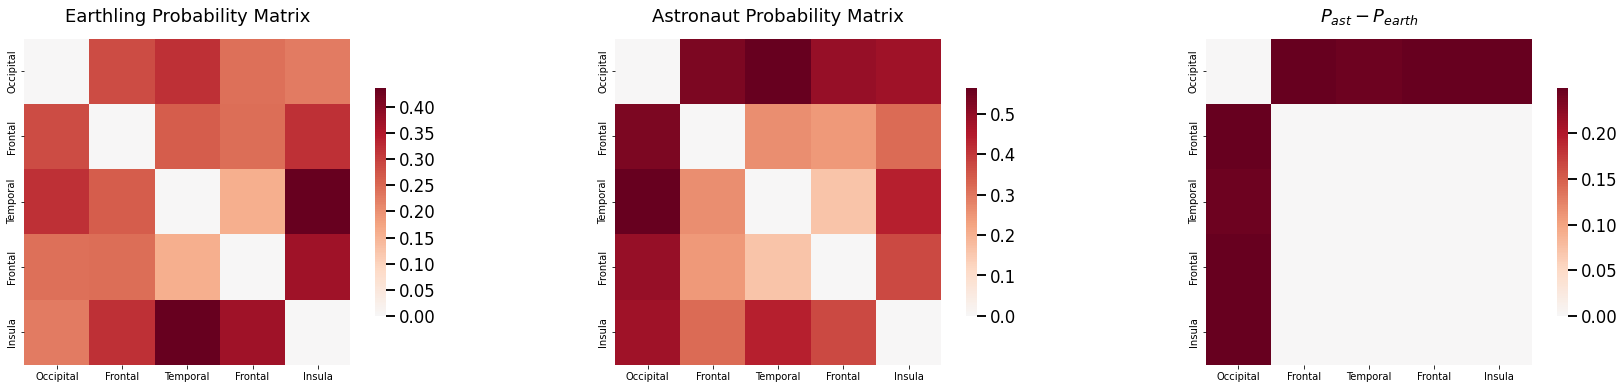 Earthling Probability Matrix
Occipital
Frontal
Temporal
Frontal
Insula
Occipital Frontal Temporal Frontal Insula
0.40
0.35
0.30
0.25
0.20
0.15
0.10
0.05
0.00
Astronaut Probability Matrix
Occipital
Frontal
Temporal
Frontal
Insula
Occipital Frontal Temporal Frontal Insula
0.5
0.4
0.3
0.2
0.1
0.0
P_ast − P_earth
Occipital
Frontal
Temporal
Frontal
Insula
Occipital Frontal Temporal Frontal Insula
0.20
0.15
0.10
0.05
0.00